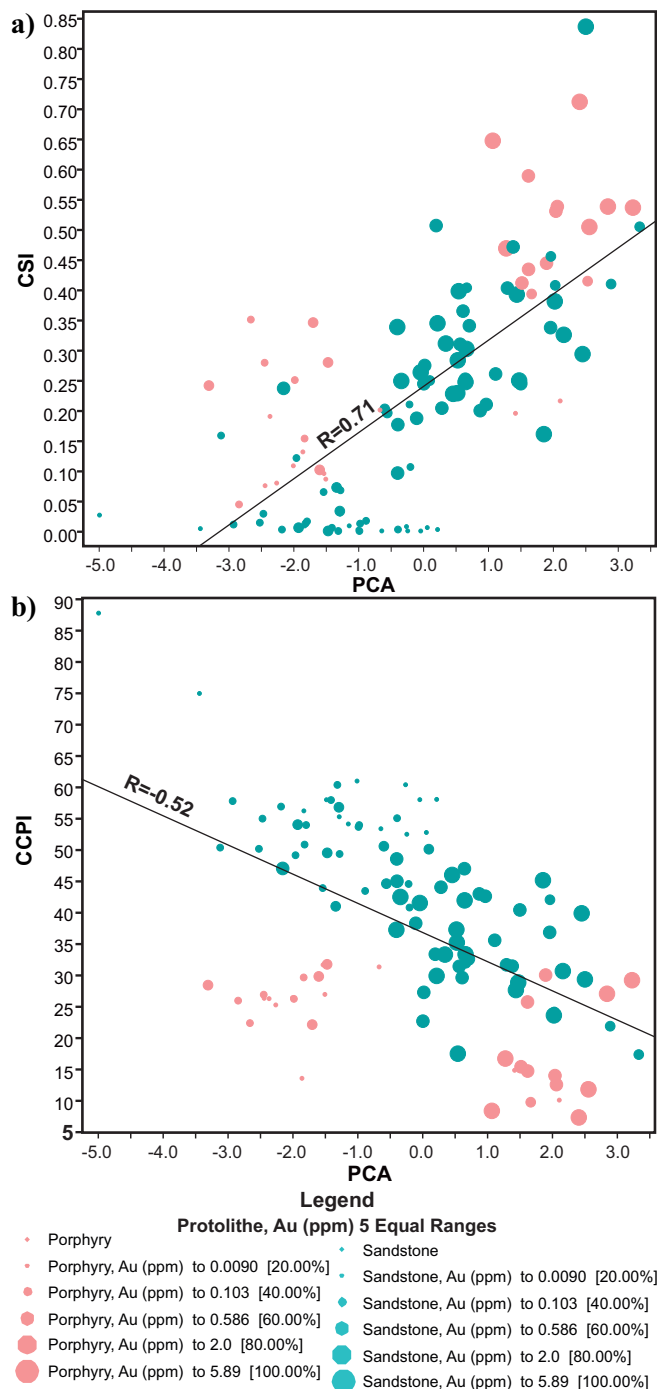 a)
0.85
0.80
0.75
0.70
0.65
0.60
0.55
0.50
0.45
0.40
0.35
0.30
0.25
0.20
0.15
0.10
0.05
0.00
CSI
R=0.71
-5.0 -4.0 -3.0 -2.0 -1.0 0.0 1.0 2.0 3.0
PCA
b)
90
85
80
75
70
65
60
55
50
45
40
35
30
25
20
15
10
5
CCPI
R=-0.52
-5.0 -4.0 -3.0 -2.0 -1.0 0.0 1.0 2.0 3.0
PCA
Legend
Protolithe, Au (ppm) 5 Equal Ranges
Porphyry
Porphyry, Au (ppm) to 0.0090 [20.00%]
Porphyry, Au (ppm) to 0.103 [40.00%]
Porphyry, Au (ppm) to 0.586 [60.00%]
Porphyry, Au (ppm) to 2.0 [80.00%]
Porphyry, Au (ppm) to 5.89 [100.00%]
Sandstone
Sandstone, Au (ppm) to 0.0090 [20.00%]
Sandstone, Au (ppm) to 0.103 [40.00%]
Sandstone, Au (ppm) to 0.586 [60.00%]
Sandstone, Au (ppm) to 2.0 [80.00%]
Sandstone, Au (ppm) to 5.89 [100.00%]